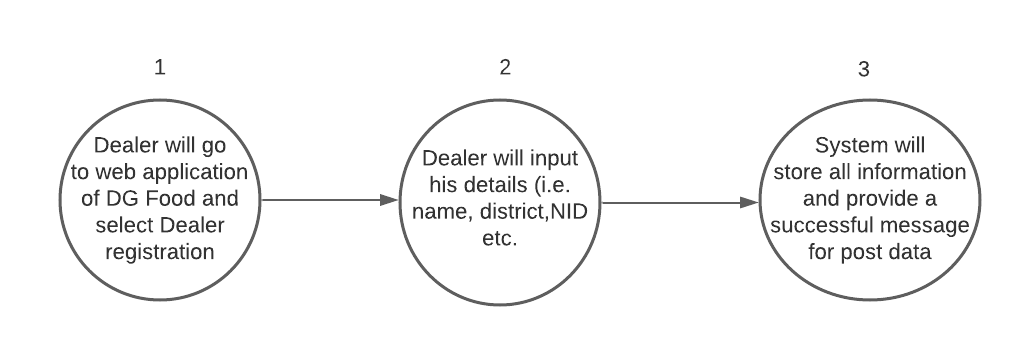 1
Dealer will go
to web application
of DG Food and
select Dealer
registration
2
Dealer will input
his details (i.e.
name, district,NID
etc.
3
System will
store all information
and provide a
successful message
for post data